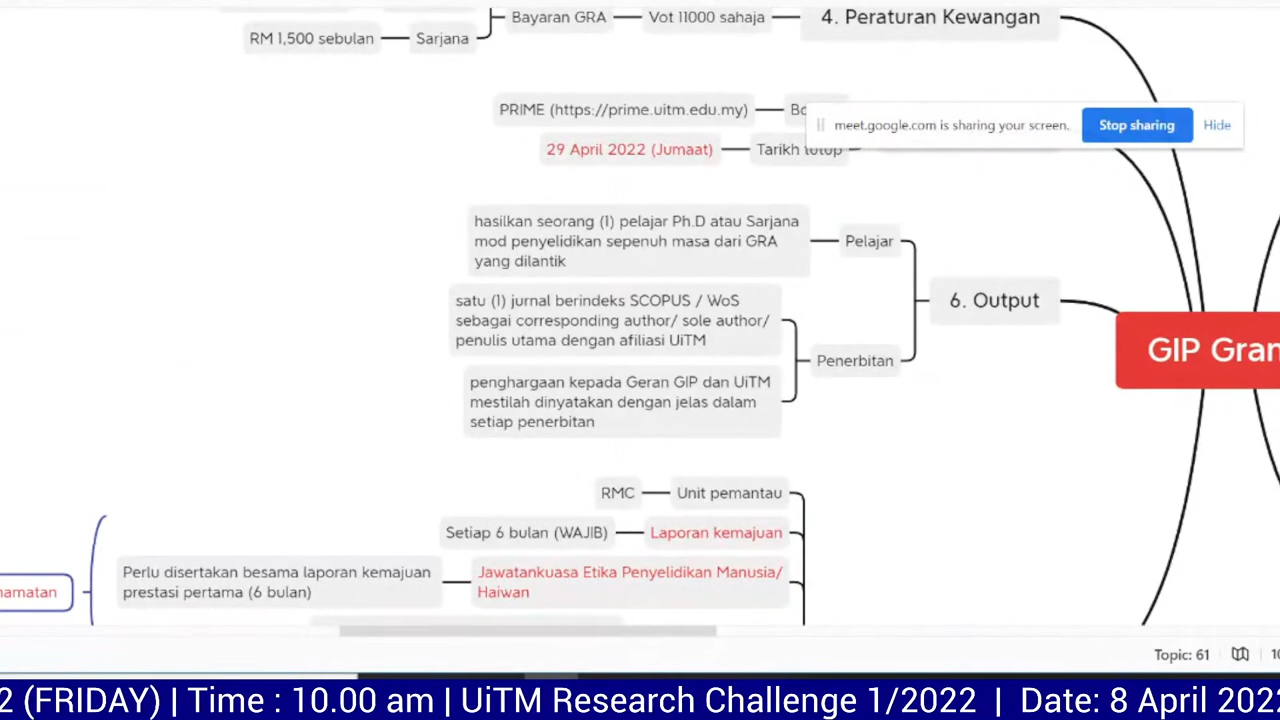 RM 1,500 sebulan
Sarjana
Bayaran GRA
Vot 11000 sahaja
4. Peraturan Kewangan
PRIME (https://prime.uitm.edu.my)
meet.google.com is sharing your screen.
Stop sharing
Hide
29 April 2022 (Jumaat)
Tarikh tutup
hasilkan seorang (1) pelajar Ph.D atau Sarjana
mod penyelidikan sepenuh masa dari GRA
yang dilantik
Pelajar
6. Output
satu (1) jurnal berindeks SCOPUS / WoS
sebagai corresponding author/ sole author/
penulis utama dengan afiliasi UiTM
Penerbitan
penghargaan kepada Geran GIP dan UiTM
mestilah dinyatakan dengan jelas dalam
setiap penerbitan
GIP Gran
RMC
Unit pemantau
Setiap 6 bulan (WAJIB)
Laporan kemajuan
Perlu disertakan besama laporan kemajuan
prestasi pertama (6 bulan)
Jawatankuasa Etika Penyelidikan Manusia/
Haiwan
namatan
Topic: 61
10
2 (FRIDAY) | Time : 10.00 am | UiTM Research Challenge 1/2022 | Date: 8 April 2022